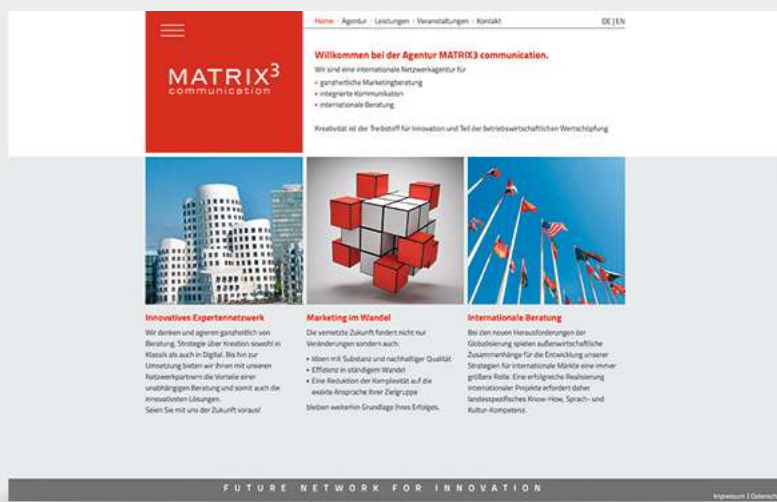 Home · Agentur · Leistungen · Veranstaltungen · Kontakt
DE|EN
MATRIX³
communication
Willkommen bei der Agentur MATRIX3 communication.
Wir sind eine internationale Netzwerkagentur für
• ganzheitliche Marketingberatung
• integrierte Kommunikation
• internationale Beratung
Kreativität ist der Treibstoff für Innovation und Teil der betriebswirtschaftlichen Wertschöpfung
Innovatives Expertennetzwerk
Wir denken und agieren ganzheitlich von
Beratung, Strategie über Kreation sowohl in
Klassik als auch in Digital. Bis hin zur
Umsetzung bieten wir Ihnen mit unseren
Netzwerkpartnern die Vorteile einer
unabhängigen Beratung und somit auch die
innovativsten Lösungen.
Seien Sie mit uns der Zukunft voraus!
Marketing im Wandel
Die vernetzte Zukunft fordert nicht nur
Veränderungen sondern auch:
• Ideen mit Substanz und nachhaltiger Qualität
• Effizienz in ständigem Wandel
• Eine Reduktion der Komplexität auf die
exakte Ansprache Ihrer Zielgruppe
bleiben weiterhin Grundlage Ihres Erfolges.
Internationale Beratung
Bei den neuen Herausforderungen der
Globalisierung spielen außenwirtschaftliche
Zusammenhänge für die Entwicklung unserer
Strategien für internationale Märkte eine immer
größere Rolle. Eine erfolgreiche Realisierung
internationaler Projekte erfordert daher
landesspezifisches Know-How, Sprach- und
Kultur-Kompetenz.
FUTURE NETWORK FOR INNOVATION
Impressum | Datensch